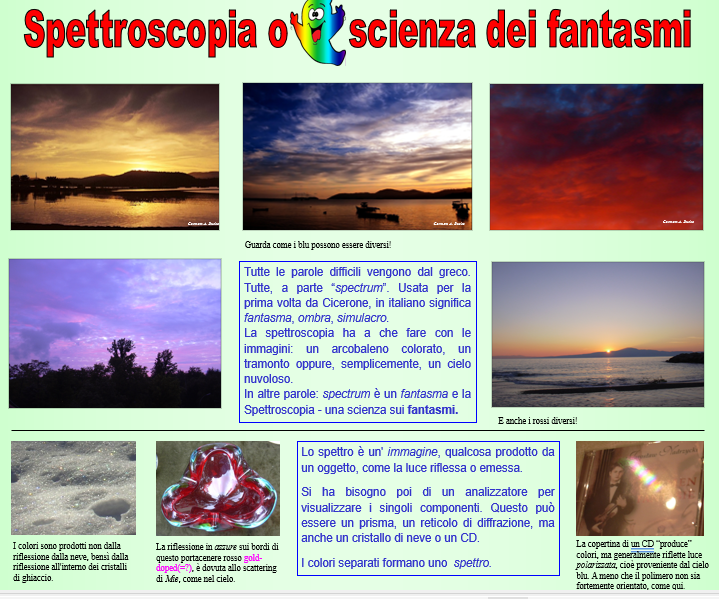 Spettroscopia o scienza dei fantasmi
Guarda come i blu possono essere diversi!
Tutte le parole difficili vengono dal greco.
Tutte, a parte "spectrum". Usata per la
prima volta da Cicerone, in italiano significa
fantasma, ombra, simulacro.
La spettroscopia ha a che fare con le
immagini: un arcobaleno colorato, un
tramonto oppure, semplicemente, un cielo
nuvoloso.
In altre parole: spectrum è un fantasma e la
Spettroscopia - una scienza sui fantasmi.
E anche i rossi diversi!
I colori sono prodotti non dalla
riflessione dalla neve, bensì dalla
riflessione all'interno dei cristalli
di ghiaccio.
La riflessione in assure sui bordi di
questo portacenere rosso gold-
doped(=?), è dovuta allo scattering
di Mie, come nel cielo.
Lo spettro è un' immagine, qualcosa prodotto da
un oggetto, come la luce riflessa o emessa.
Si ha bisogno poi di un analizzatore per
visualizzare i singoli componenti. Questo può
essere un prisma, un reticolo di diffrazione, ma
anche un cristallo di neve o un CD.
I colori separati formano uno spettro.
La copertina di un CD "produce"
colori, ma generalmente riflette luce
polarizzata, cioè proveniente dal cielo
blu. A meno che il polimero non sia
fortemente orientato, come qui.